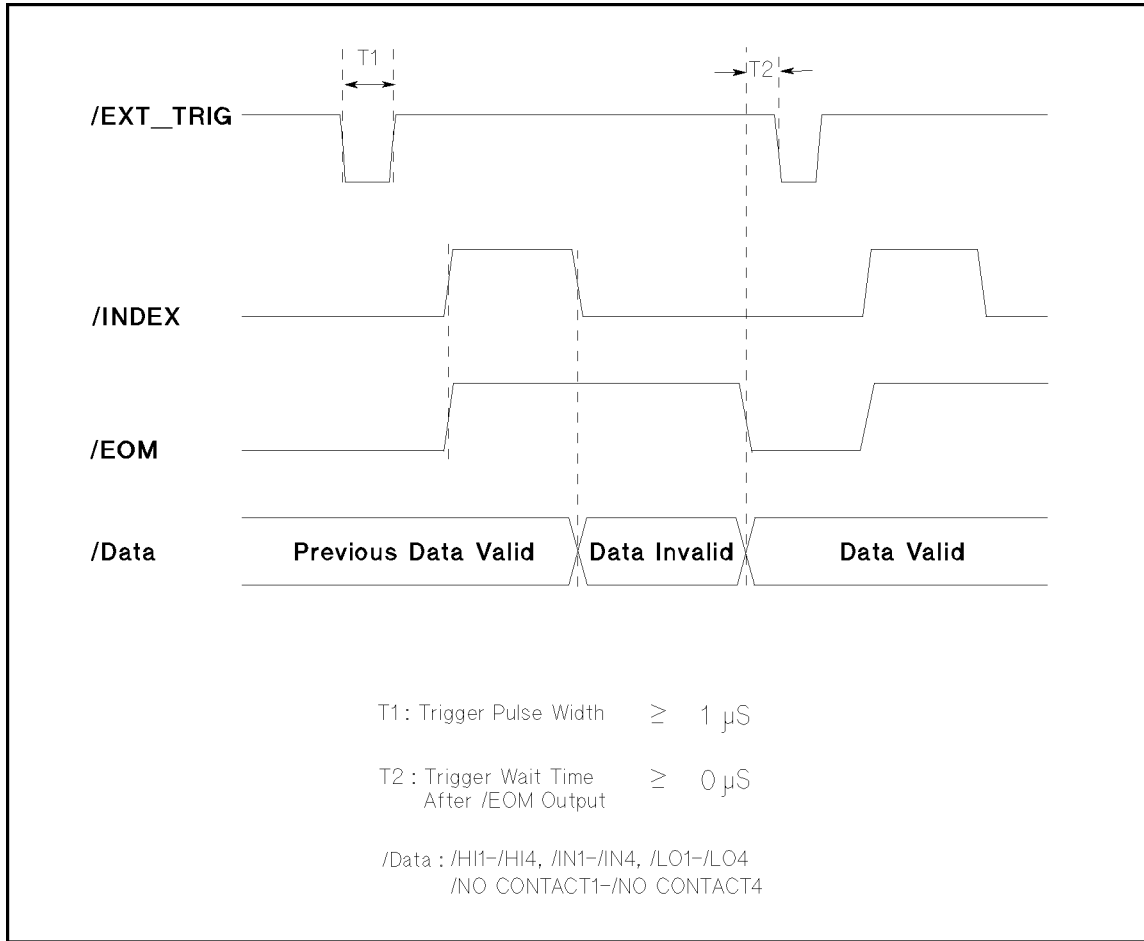 T1
T2
/EXT_TRIG
/INDEX
/EOM
/Data
Previous Data Valid
Data Invalid
Data Valid
T1 : Trigger Pulse Width ≥ 1 µS
T2 : Trigger Wait Time ≥ 0 µS
After /EOM Output
/Data : /HI1-/HI4, /IN1-/IN4, /LO1-/LO4
/NO CONTACT1-/NO CONTACT4